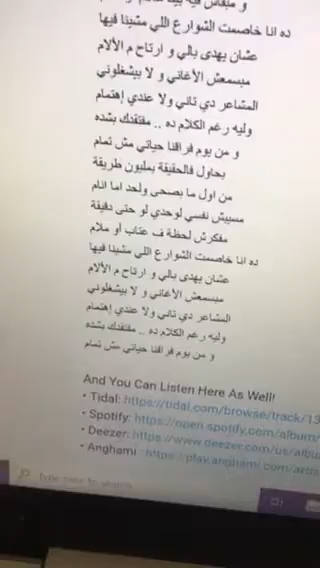 ده انا خاصمت الشوارع اللي مشينا فيها
عشان يهدى بالي و ارتاح م الألام
مبسمعش الأغاني و لا بيشغلوني
المشاعر دي تاني ولا عندي إهتمام
وليه رغم الكلام ده .. مفتقدك بشده
و من يوم فراقنا حياتي مش تمام
بحاول فالحقيقة بمليون طريقة
من اول ما بصحى ولحد اما انام
مسيبش نفسي لوحدي لو حتى دقيقة
مفكرش لحظة ف عتاب أو ملام
ده انا خاصمت الشوارع اللي مشينا فيها
عشان يهدى بالي و ارتاح م الألام
مبسمعش الأغاني و لا بيشغلوني
المشاعر دي تاني ولا عندي إهتمام
وليه رغم الكلام ده .. مفتقدك بشده
و من يوم فراقنا حياتي مش تمام
And You Can Listen Here As Well!
• Tidal: https://tidal.com/browse/track/13
• Spotify: https://open.spotify.com/album/
• Deezer: https://www.deezer.com/us/albu
• Anghami : https://play.anghami.com/artis
Type here to search